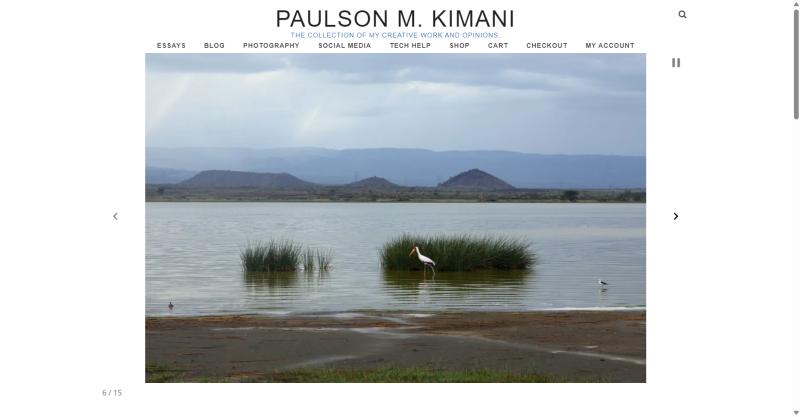 PAULSON M. KIMANI
THE COLLECTION OF MY CREATIVE WORK AND OPINIONS.
ESSAYS BLOG PHOTOGRAPHY SOCIAL MEDIA TECH HELP SHOP CART CHECKOUT MY ACCOUNT
6 / 15